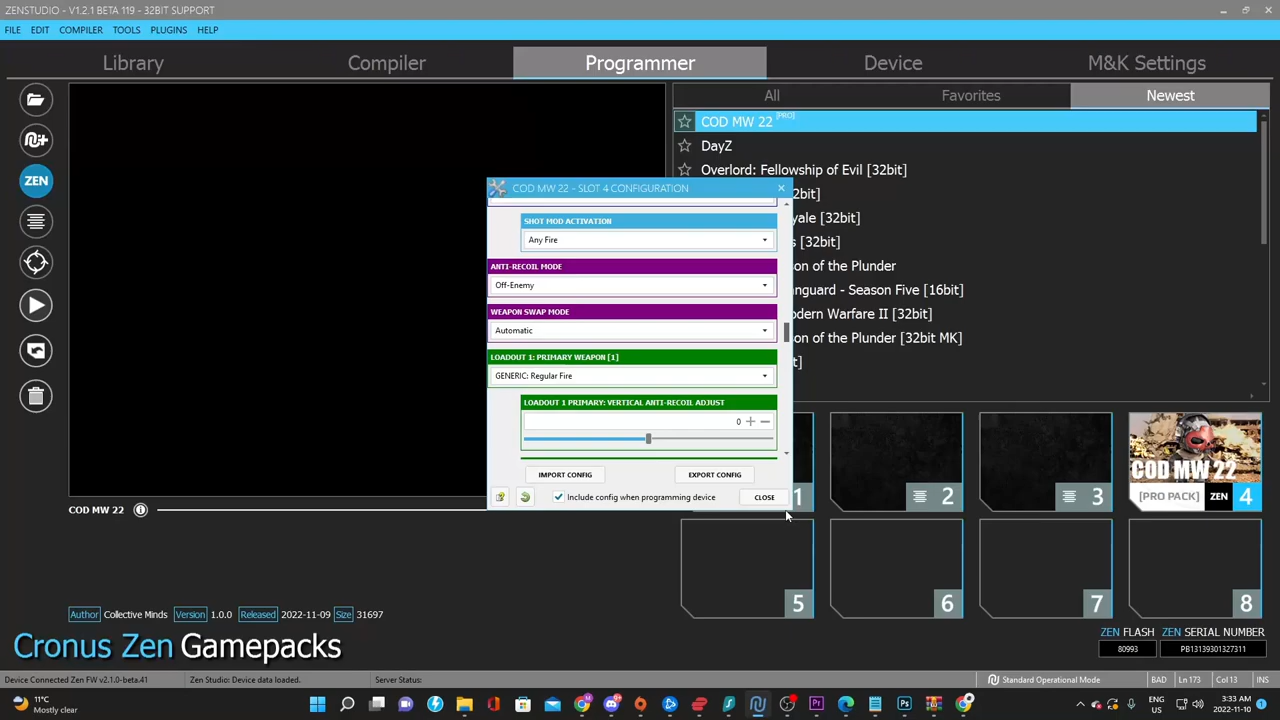 ZENSTUDIO - V1.2.1 BETA 119 - 32BIT SUPPORT
FILE EDIT COMPILER TOOLS PLUGINS HELP
Library Compiler Programmer Device M&K Settings
All Favorites Newest
COD MW 22 [PRO]
DayZ
Overlord: Fellowship of Evil [32bit]
[32bit]
yale [32bit]
s [32bit]
on of the Plunder
nguard - Season Five [16bit]
odern Warfare II [32bit]
on of the Plunder [32bit MK]
ZEN
COD MW 22 - SLOT 4 CONFIGURATION
SHOT MOD ACTIVATION
Any Fire
ANTI-RECOIL MODE
Off-Enemy
WEAPON SWAP MODE
Automatic
LOADOUT 1: PRIMARY WEAPON [1]
GENERIC: Regular Fire
LOADOUT 1 PRIMARY: VERTICAL ANTI-RECOIL ADJUST
0
IMPORT CONFIG EXPORT CONFIG
Include config when programming device CLOSE
1 2 3
COD MW 22
[PRO PACK] ZEN 4
5 6 7 8
COD MW 22
Author Collective Minds Version 1.0.0 Released 2022-11-09 Size 31697
Cronus Zen Gamepacks
ZEN FLASH ZEN SERIAL NUMBER
80993 PB13139301327311
Device Connected Zen FW v2.1.0-beta.41 Zen Studio: Device data loaded. Server Status: Standard Operational Mode BAD Ln 173 Col 13 INS
11°C
Mostly clear
ENG
US
3:33 AM
2022-11-10